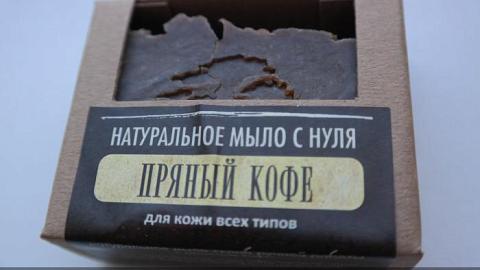 НАТУРАЛЬНОЕ МЫЛО С НУЛЯ
ПРЯНЫЙ КОФЕ
для кожи всех типов